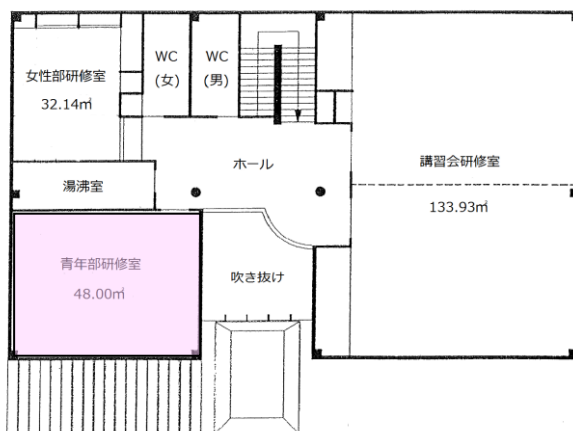 女性部研修室
32.14㎡
WC
(女)
WC
(男)
ホール
湯沸室
講習会研修室
133.93㎡
青年部研修室
48.00㎡
吹き抜け